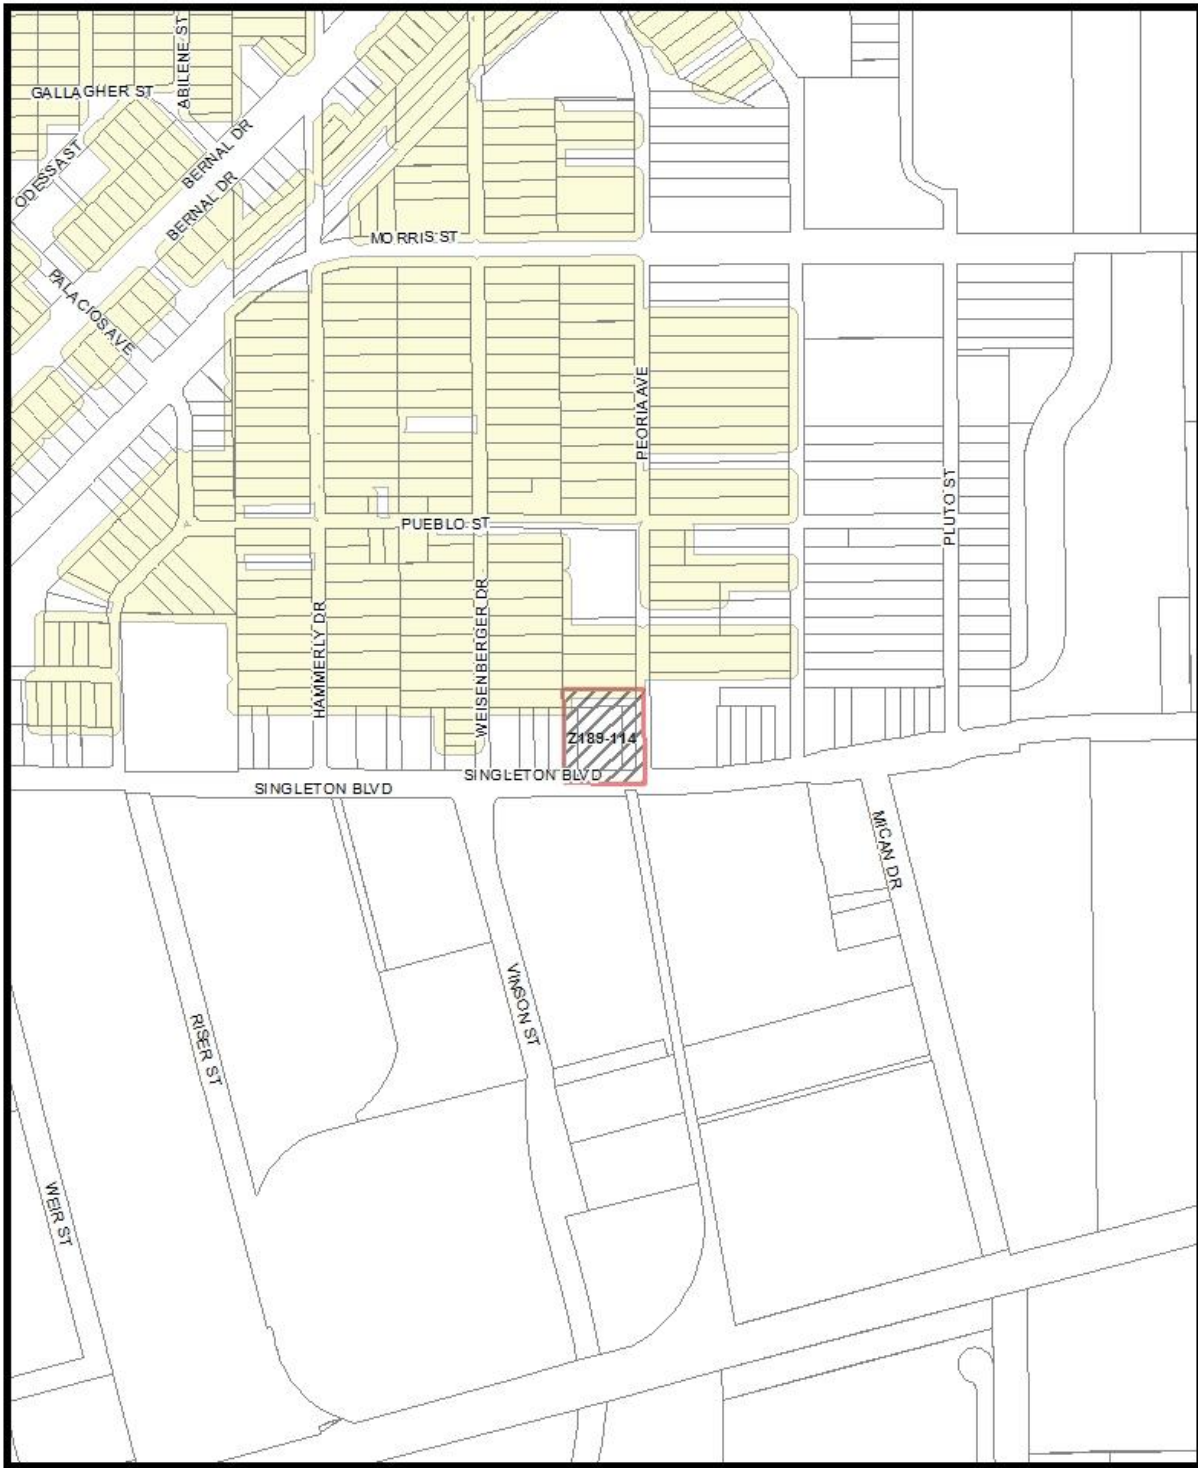 ABILENE ST
GALLAGHER ST
ODESSA ST
BERNAL DR
BERNAL DR
MORRIS ST
PALACIOS AVE
PEORIA AVE
PLUTO ST
PUEBLO ST
HAMMERLY DR
WEISENBERGER DR
Z189-114
SINGLETON BLVD
SINGLETON BLVD
MICAN DR
VINSON ST
RISER ST
WEIR ST